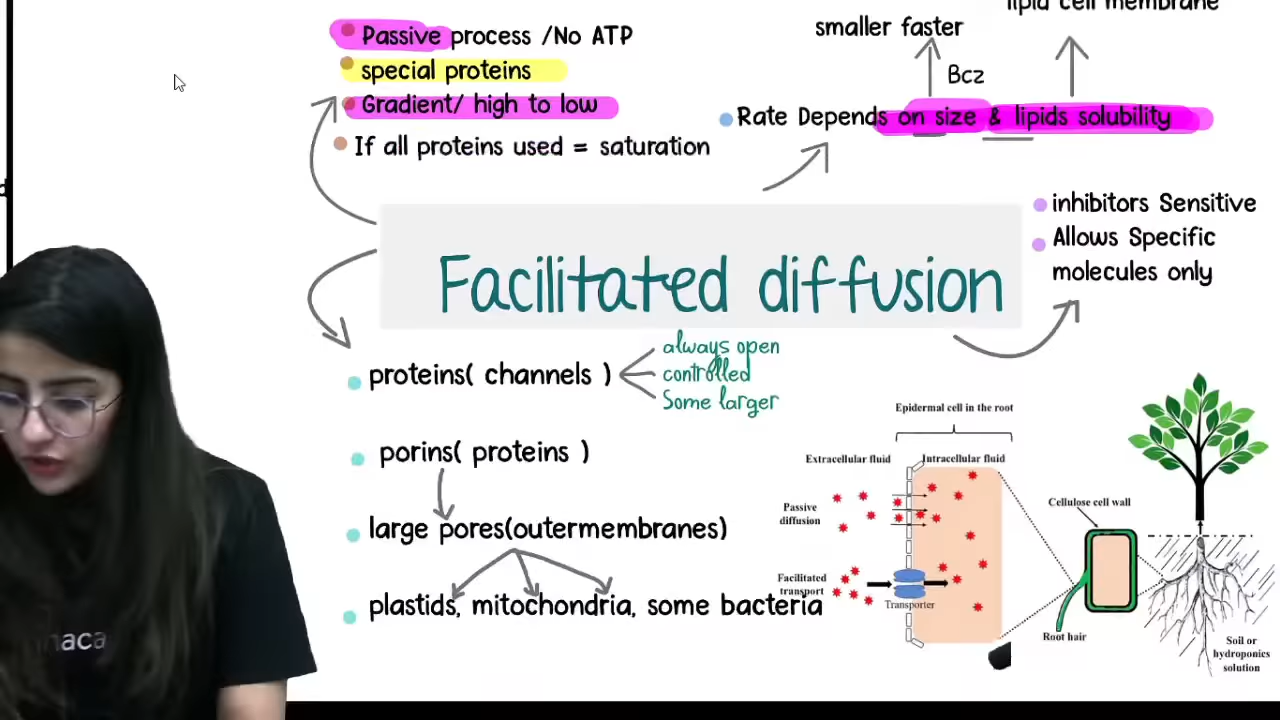 lipid cell membrane
smaller faster
Passive process /No ATP
special proteins
Bcz
Gradient/ high to low
Rate Depends on size & lipids solubility
If all proteins used = saturation
inhibitors Sensitive
Allows Specific
molecules only
Facilitated diffusion
proteins( channels )
always open
controlled
Some larger
porins( proteins )
large pores(outermembranes)
plastids, mitochondria, some bacteria
Epidermal cell in the root
Extracellular fluid
Intracellular fluid
Passive
diffusion
Facilitated
transport
Transporter
Cellulose cell wall
Root hair
Soil or
hydroponics
solution